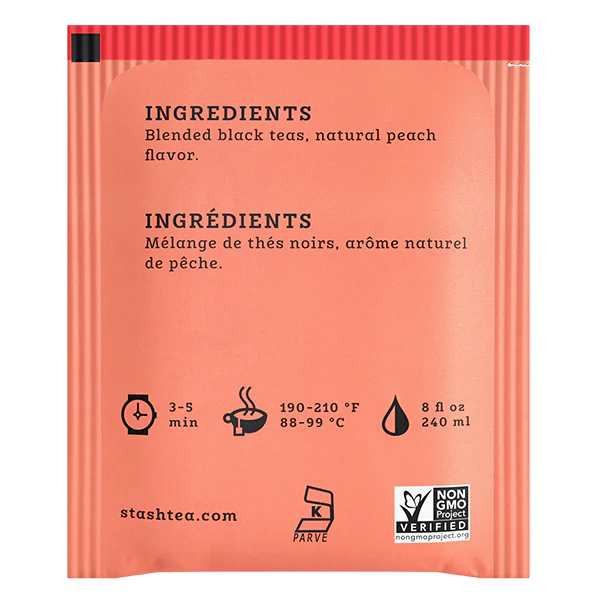 INGREDIENTS
Blended black teas, natural peach
flavor.
INGRÉDIENTS
Mélange de thés noirs, arôme naturel
de pêche.
3-5
min
190-210 °F
88-99 °C
8 fl oz
240 ml
stashtea.com
K
PARVE
NON
GMO
Project
VERIFIED
nongmoproject.org